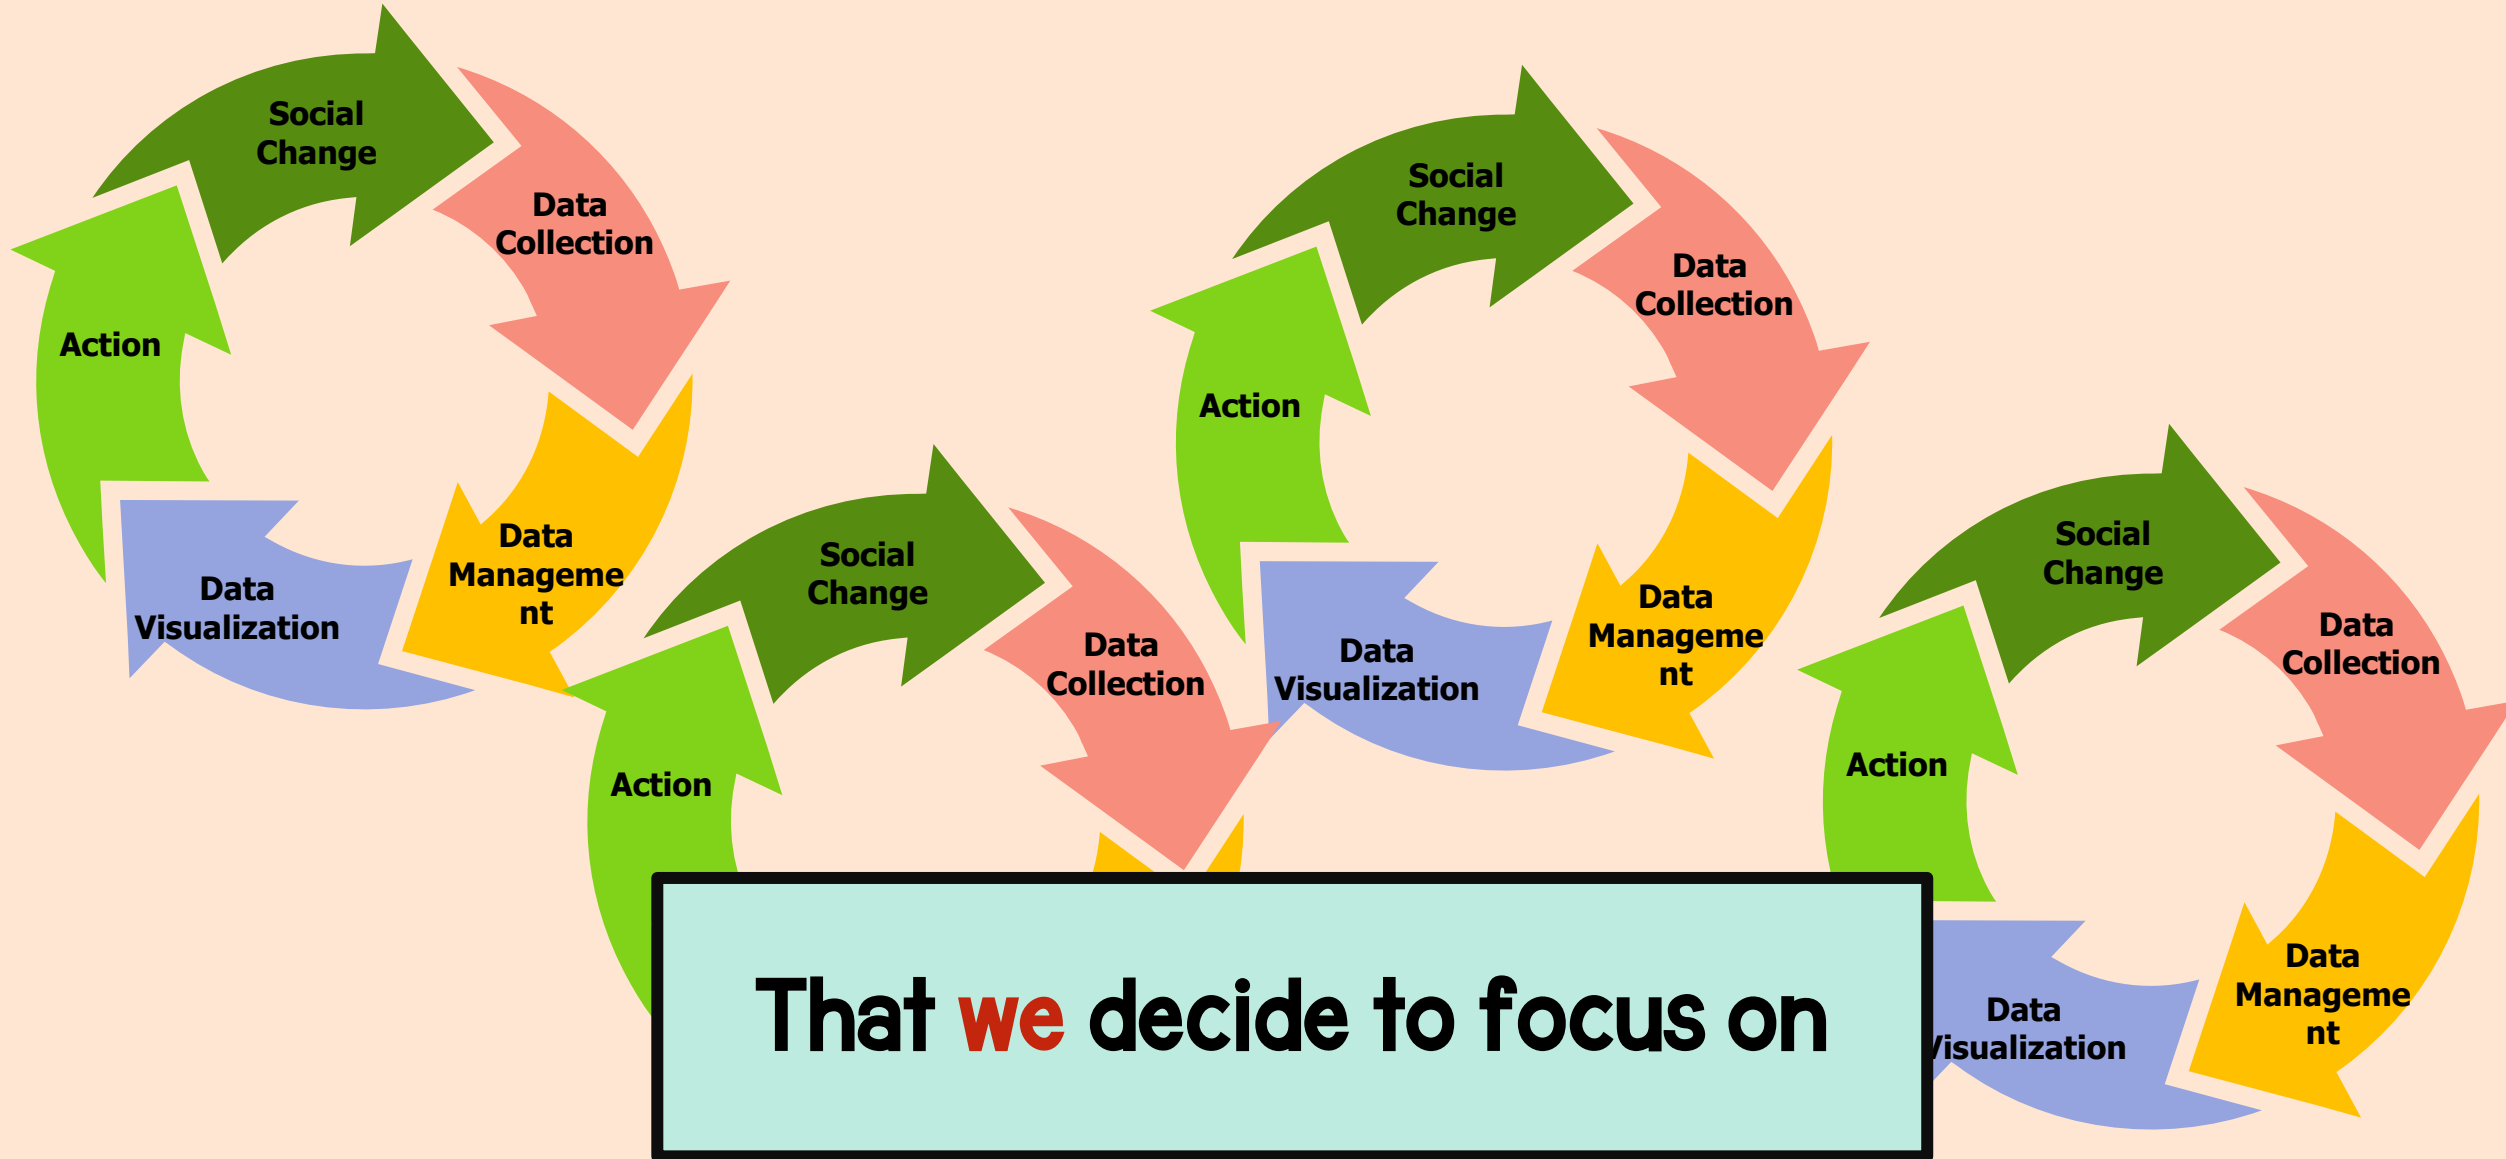 Social
Change
Data
Collection
Action
Data
Manageme
nt
Data
Visualization
Social
Change
Data
Collection
Action
Social
Change
Data
Collection
Action
Data
Manageme
nt
Data
Visualization
Social
Change
Data
Collection
Action
Data
Manageme
nt
Data
Visualization
That we decide to focus on